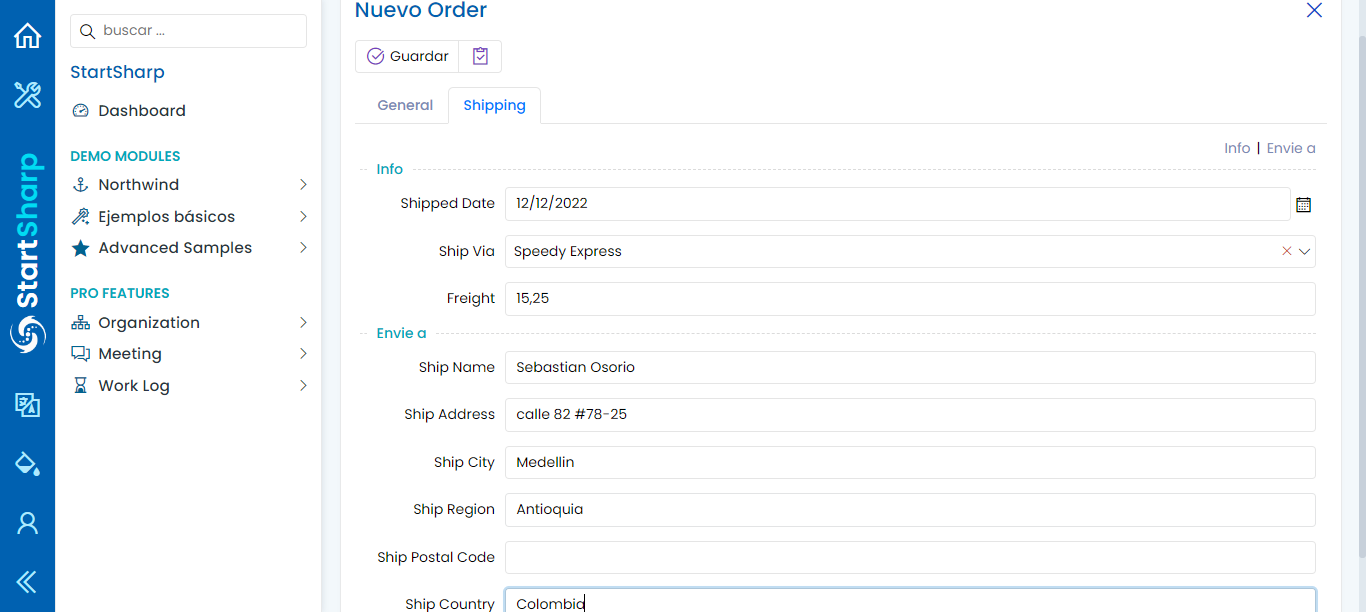 StartSharp
buscar ...
StartSharp
Dashboard
DEMO MODULES
Northwind
Ejemplos básicos
Advanced Samples
PRO FEATURES
Organization
Meeting
Work Log
Nuevo Order
Guardar
General Shipping
Info | Envie a
Info
Shipped Date 12/12/2022
Ship Via Speedy Express
Freight 15,25
Envie a
Ship Name Sebastian Osorio
Ship Address calle 82 #78-25
Ship City Medellin
Ship Region Antioquia
Ship Postal Code
Ship Country Colombia